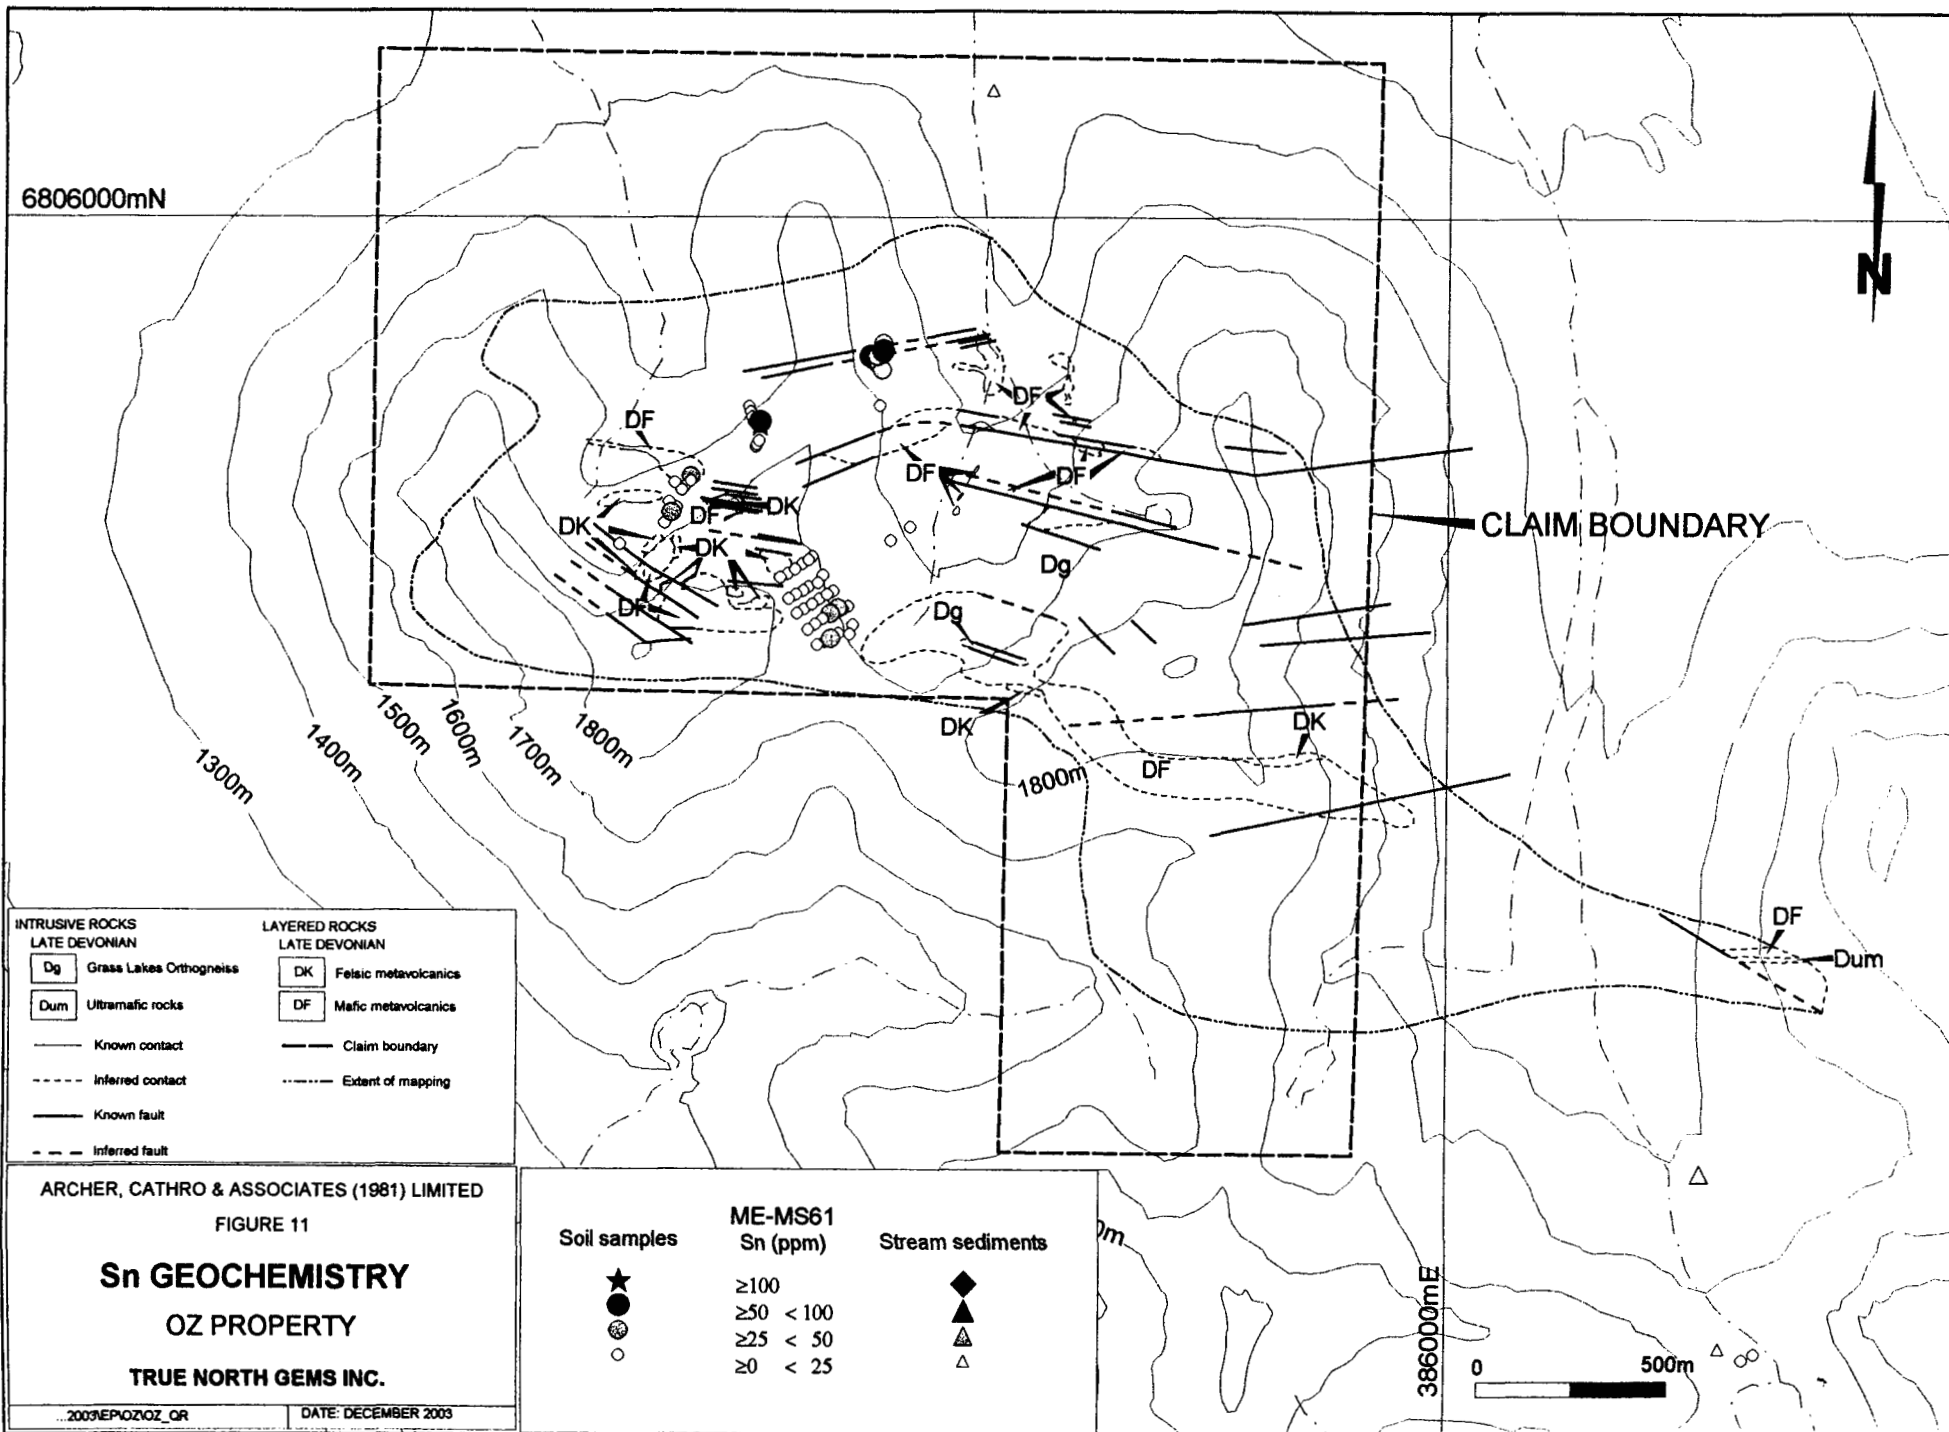 6806000mN
N
DF
DF
DK
DF
DK
DK
DF
DF
DF
CLAIM BOUNDARY
Dg
Dg
DK
DK
DF
1800m
1300m
1400m
1500m
1600m
1700m
1800m
DF
Dum
INTRUSIVE ROCKS
LATE DEVONIAN
Dg Grass Lakes Orthogneiss
Dum Ultramafic rocks
Known contact
Inferred contact
Known fault
Inferred fault
LAYERED ROCKS
LATE DEVONIAN
DK Felsic metavolcanics
DF Mafic metavolcanics
Claim boundary
Extent of mapping
ARCHER, CATHRO & ASSOCIATES (1981) LIMITED
FIGURE 11
Sn GEOCHEMISTRY
OZ PROPERTY
TRUE NORTH GEMS INC.
...2003\EP\OZ\OZ_QR
DATE: DECEMBER 2003
ME-MS61
Soil samples Sn (ppm) Stream sediments
≥100
≥50 < 100
≥25 < 50
≥0 < 25
386000mE
0 500m